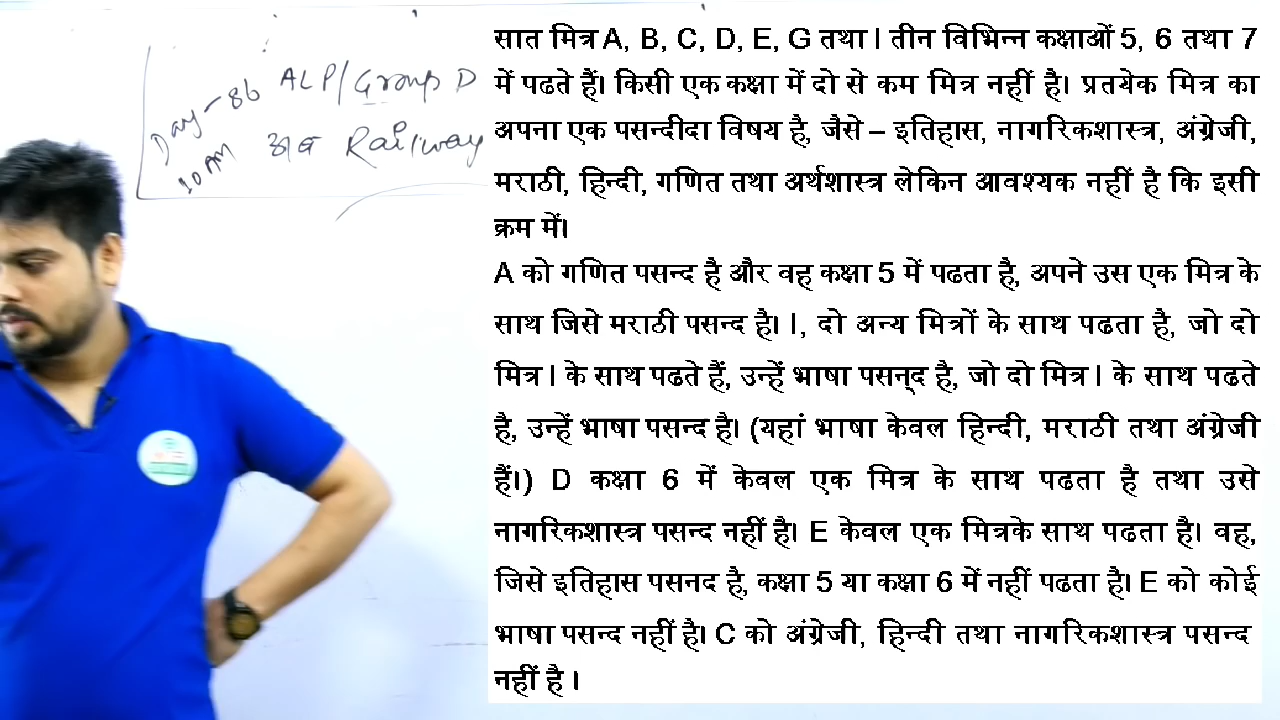 Day-86 ALP/Group D
10AM अब Railway
सात मित्र A, B, C, D, E, G तथा I तीन विभिन्न कक्षाओं 5, 6 तथा 7
में पढते हैं। किसी एक कक्षा में दो से कम मित्र नहीं है। प्रतयेक मित्र का
अपना एक पसन्दीदा विषय है, जैसे – इतिहास, नागरिकशास्त्र, अंग्रेजी,
मराठी, हिन्दी, गणित तथा अर्थशास्त्र लेकिन आवश्यक नहीं है कि इसी
क्रम में।
A को गणित पसन्द है और वह कक्षा 5 में पढता है, अपने उस एक मित्र के
साथ जिसे मराठी पसन्द है। I, दो अन्य मित्रों के साथ पढता है, जो दो
मित्र I के साथ पढते हैं, उन्हें भाषा पसन्द है, जो दो मित्र I के साथ पढते
है, उन्हें भाषा पसन्द है। (यहां भाषा केवल हिन्दी, मराठी तथा अंग्रेजी
हैं।) D कक्षा 6 में केवल एक मित्र के साथ पढता है तथा उसे
नागरिकशास्त्र पसन्द नहीं है। E केवल एक मित्रके साथ पढता है। वह,
जिसे इतिहास पसनद है, कक्षा 5 या कक्षा 6 में नहीं पढता है। E को कोई
भाषा पसन्द नहीं है। C को अंग्रेजी, हिन्दी तथा नागरिकशास्त्र पसन्द
नहीं है ।